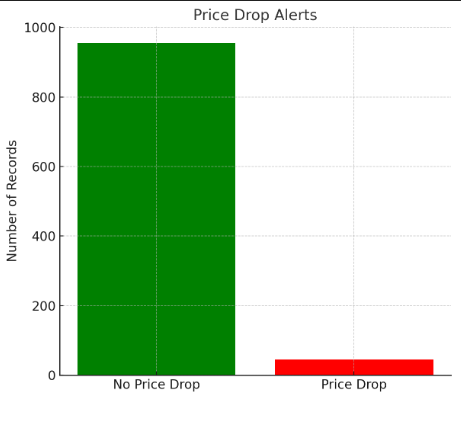 Price Drop Alerts
Number of Records
1000
800
600
400
200
0
No Price Drop
Price Drop